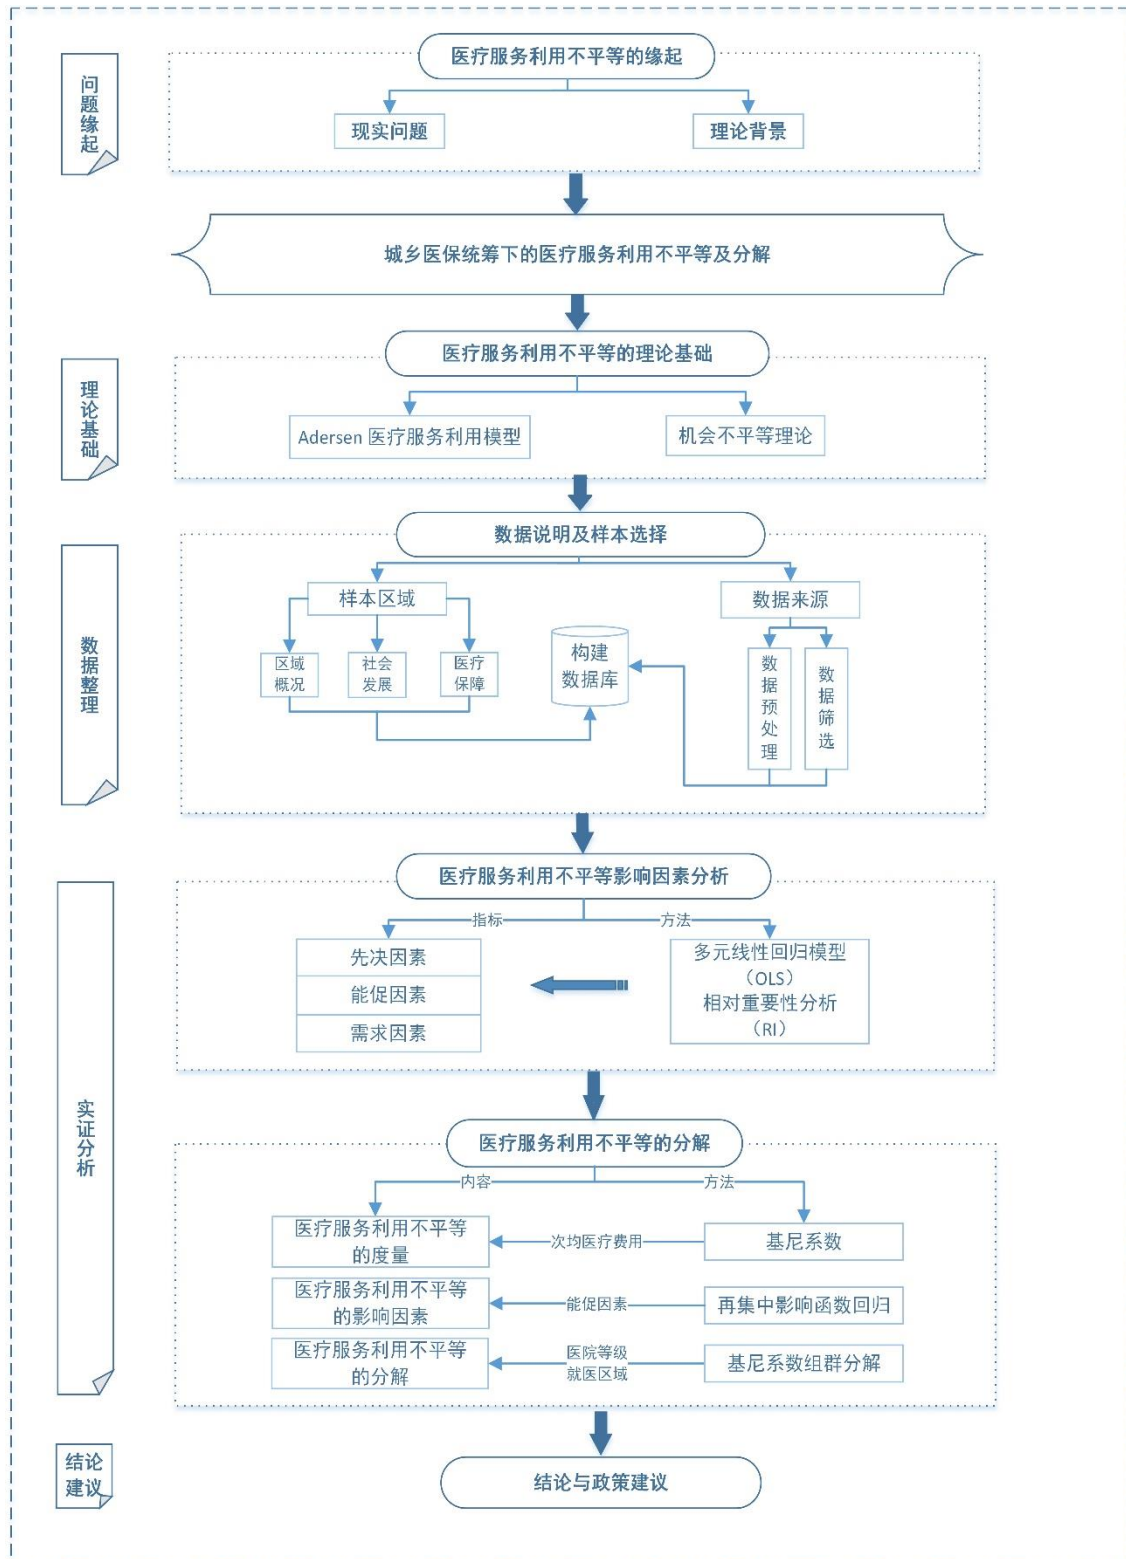 问题缘起
医疗服务利用不平等的缘起
现实问题
理论背景
城乡医保统筹下的医疗服务利用不平等及分解
理论基础
医疗服务利用不平等的理论基础
Adersen 医疗服务利用模型
机会不平等理论
数据整理
数据说明及样本选择
样本区域
数据来源
区域
概况
社会
发展
医疗
保障
构建
数据库
数据预处理
数据筛选
实证分析
医疗服务利用不平等影响因素分析
指标
方法
先决因素
能促因素
需求因素
多元线性回归模型
（OLS）
相对重要性分析
（RI）
医疗服务利用不平等的分解
内容
方法
医疗服务利用不平等
的度量
次均医疗费用
基尼系数
医疗服务利用不平等
的影响因素
能促因素
再集中影响函数回归
医疗服务利用不平等
的分解
医院等级
就医区域
基尼系数组群分解
结论
建议
结论与政策建议